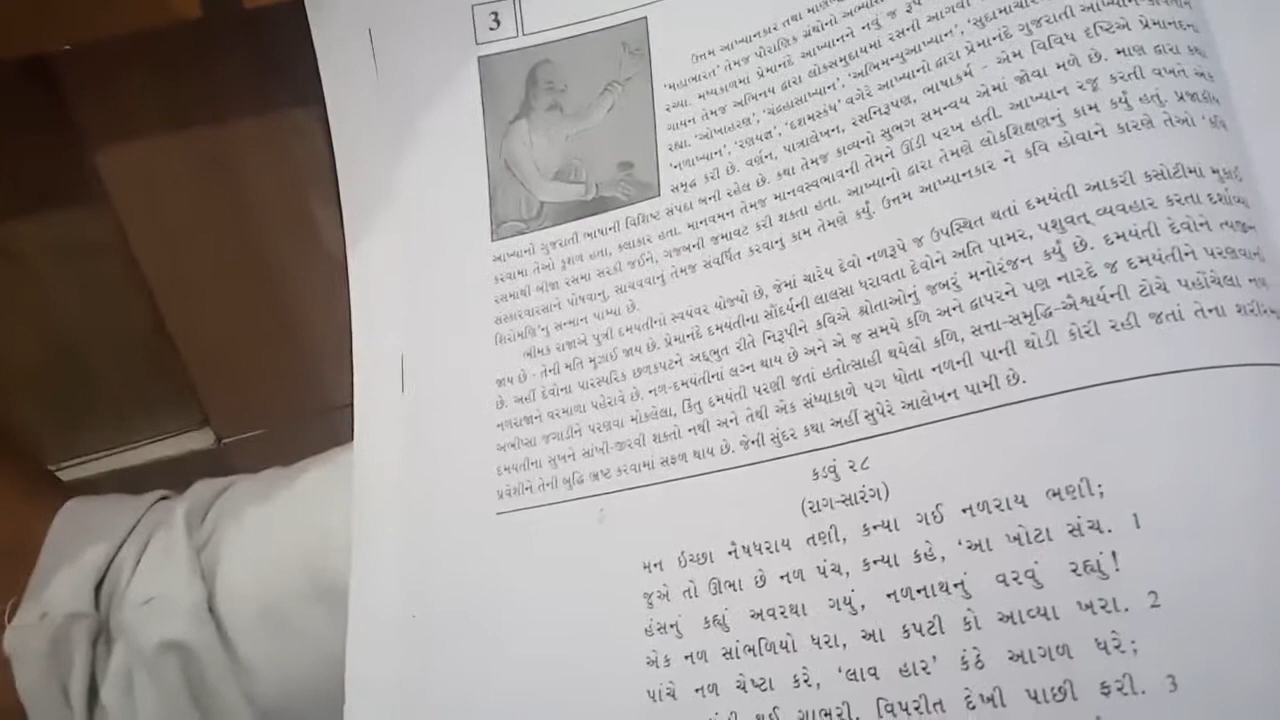 3
ઉત્તમ આખ્યાનકાર તથા
'મહાભારત' તેમજ પૌરાણિક ગ્રંથોનો અભ્યાસ
રચ્યા. મધ્યકાળમાં પ્રેમાનંદે આખ્યાનને નવું જ રૂપ
ગાયન તેમજ અભિનય દ્વારા લોકસમુદાયમાં રસની આગવી
રહ્યા. 'ઓખાહરણ', 'ચંદ્રહાસાખ્યાન', 'અભિમન્યુઆખ્યાન',
'નળાખ્યાન', 'રણયજ્ઞ', 'દશમસ્કંધ' વગેરે આખ્યાનો દ્વારા પ્રેમાનંદે ગુજરાતી
સમૃદ્ધ કરી છે. વર્ણન, પાત્રાલેખન, રસનિરૂપણ, ભાષાકર્મ - એમ વિવિધ દૃષ્ટિએ પ્રેમાનંદના
આખ્યાનો ગુજરાતી ભાષાની વિશિષ્ટ સંપદા બની રહેલ છે. કથા તેમજ કાવ્યનો સુભગ સમન્વય એમાં જોવા મળે છે. માણ દ્વારા કથા
કરવામાં તેઓ કુશળ હતા, કલાકાર હતા. માનવમન તેમજ માનવસ્વભાવની તેમને ઊંડી પરખ હતી. આખ્યાન રજૂ કરતી વખતે એક
રસમાંથી બીજા રસમાં સરકી જઈને, ગજબની જમાવટ કરી શકતા હતા. આખ્યાનો દ્વારા તેમણે લોકશિક્ષણનું કામ કર્યું હતું. પ્રજાકીય
સંસ્કારવારસાને પોષવાનું, સાચવવાનું તેમજ સંવર્ધિત કરવાનું કામ તેમણે કર્યું. ઉત્તમ આખ્યાનકાર ને કવિ હોવાને કારણે તેઓ 'કવિ
શિરોમણિ'નું સન્માન પામ્યા છે.
ભીમક રાજાએ પુત્રી દમયંતીનો સ્વયંવર યોજ્યો છે, જેમાં ચારેય દેવો નળરૂપે જ ઉપસ્થિત થતાં દમયંતી આકરી કસોટીમાં મુકાઈ
જાય છે - તેની મતિ મૂંઝાઈ જાય છે. પ્રેમાનંદે દમયંતીના સૌંદર્યની લાલસા ધરાવતા દેવોને અતિ પામર, પશુવત્ વ્યવહાર કરતા દર્શાવ્યા
છે. અહીં દેવોના પારસ્પરિક છળકપટને અદ્ભુત રીતે નિરૂપીને કવિએ શ્રોતાઓનું જબરું મનોરંજન કર્યું છે. દમયંતી દેવોને ત્યજીને
નળરાજાને વરમાળા પહેરાવે છે. નળ-દમયંતીનાં લગ્ન થાય છે અને એ જ સમયે કળિ અને દ્વાપરને પણ નારદે જ દમયંતીને પરણવાની
અભીપ્સા જગાડીને પરણવા મોકલેલા, કિંતુ દમયંતી પરણી જતાં હતોત્સાહી થયેલો કળિ, સત્તા-સમૃદ્ધિ-ઐશ્વર્યની ટોચે પહોંચેલા નળ
દમયંતીના સુખને સાંખી-જીરવી શકતો નથી અને તેથી એક સંધ્યાકાળે પગ ધોતા નળની પાની થોડી કોરી રહી જતાં તેના શરીરમાં
પ્રવેશીને તેની બુદ્ધિ ભ્રષ્ટ કરવામાં સફળ થાય છે. જેની સુંદર કથા અહીં સુપેરે આલેખન પામી છે.
કડવું ૨૮
(રાગ-સારંગ)
મન ઇચ્છા નૈષધરાય તણી, કન્યા ગઈ નળરાય ભણી;
જુએ તો ઊભા છે નળ પંચ, કન્યા કહે, 'આ ખોટા સંચ. 1
હંસનું કહ્યું અવરથા ગયું, નળનાથનું વરવું રહ્યું!
એક નળ સાંભળિયો ધરા, આ કપટી કો આવ્યા ખરા. 2
પાંચે નળ ચેષ્ટા કરે, 'લાવ હાર' કંઠે આગળ ધરે;
થઈ ગાભરી, વિપરીત દેખી પાછી ફરી. 3